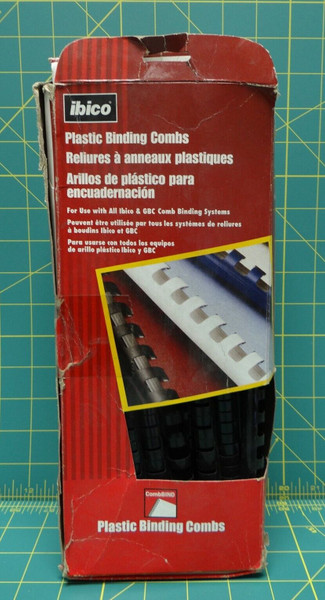 ibico
Plastic Binding Combs
Reliures à anneaux plastiques
Arillos de plástico para
encuadernación
For Use with All Ibico & GBC Comb Binding Systems
Peuvent être utilisée par tous les systèmes de reliures
à boudins Ibico et GBC
Para usarse con todos los equipos
de arillo plástico Ibico y GBC
CombBind
Plastic Binding Combs